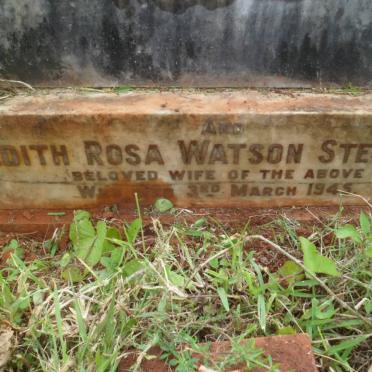 AND
DITH ROSA WATSON STE
BELOVED WIFE OF THE ABOVE
3RD MARCH 194